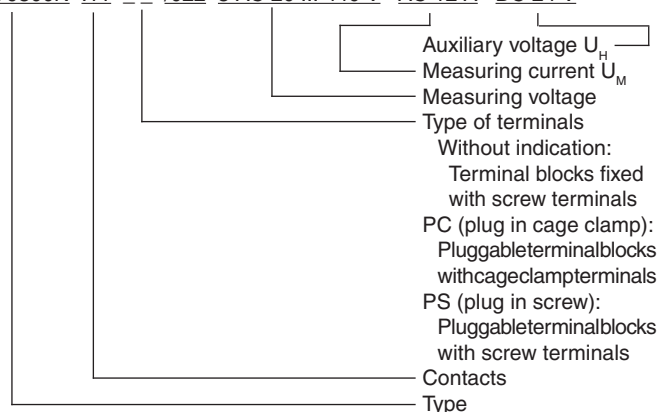 Auxiliary voltage U_H
Measuring current U_M
Measuring voltage
Type of terminals
Without indication:
Terminal blocks fixed
with screw terminals
PC (plug in cage clamp):
Pluggableterminalblocks
withcageclampterminals
PS (plug in screw):
Pluggableterminalblocks
with screw terminals
Contacts
Type